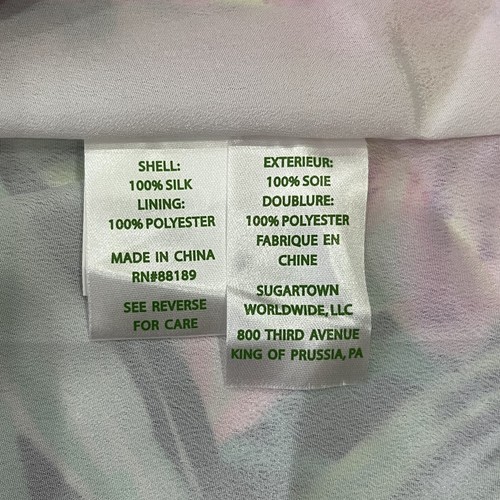 SHELL:
100% SILK
LINING:
100% POLYESTER
MADE IN CHINA
RN#88189
SEE REVERSE
FOR CARE
EXTERIEUR:
100% SOIE
DOUBLURE:
100% POLYESTER
FABRIQUE EN
CHINE
SUGARTOWN
WORLDWIDE, LLC
800 THIRD AVENUE
KING OF PRUSSIA, PA